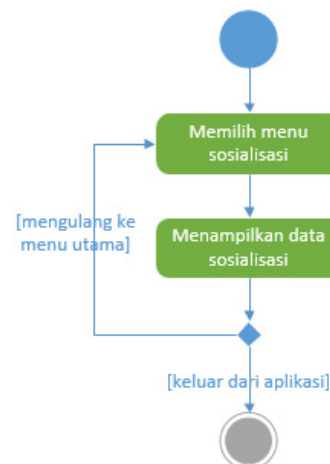 Memilih menu
sosialisasi
[mengulang ke
menu utama]
Menampilkan data
sosialisasi
[keluar dari aplikasi]